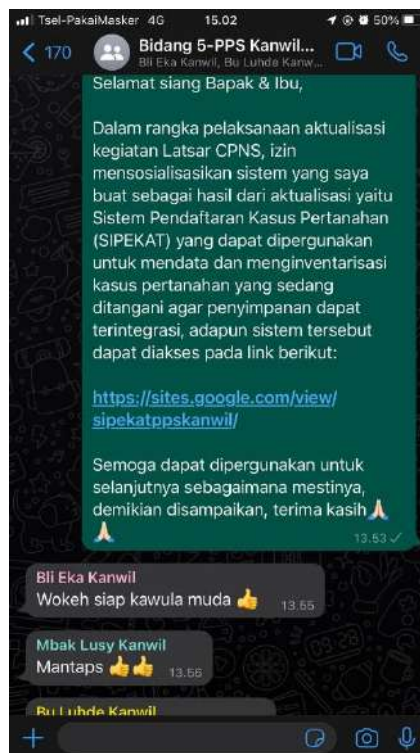 Tsel-PakaiMasker 4G 15.02 50%
170 Bidang 5-PPS Kanwil...
Bli Eka Kanwil, Bu Luhde Kanw...
Selamat siang Bapak & Ibu,
Dalam rangka pelaksanaan aktualisasi
kegiatan Latsar CPNS, izin
mensosialisasikan sistem yang saya
buat sebagai hasil dari aktualisasi yaitu
Sistem Pendaftaran Kasus Pertanahan
(SIPEKAT) yang dapat dipergunakan
untuk mendata dan menginventarisasi
kasus pertanahan yang sedang
ditangani agar penyimpanan dapat
terintegrasi, adapun sistem tersebut
dapat diakses pada link berikut:
https://sites.google.com/view/
sipekatppskanwil/
Semoga dapat dipergunakan untuk
selanjutnya sebagaimana mestinya,
demikian disampaikan, terima kasih🙏🏻
🙏🏻 13.53
Bli Eka Kanwil
Wokeh siap kawula muda 👍 13.55
Mbak Lusy Kanwil
Mantaps 👍👍 13.56
Bu Luhde Kanwil